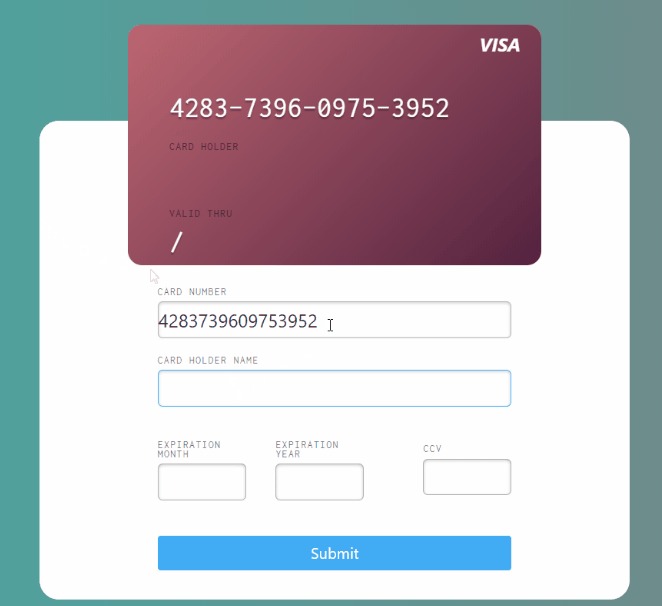 VISA
4283-7396-0975-3952
CARD HOLDER
VALID THRU
/
CARD NUMBER
4283739609753952
CARD HOLDER NAME
EXPIRATION
MONTH
EXPIRATION
YEAR
CCV
Submit